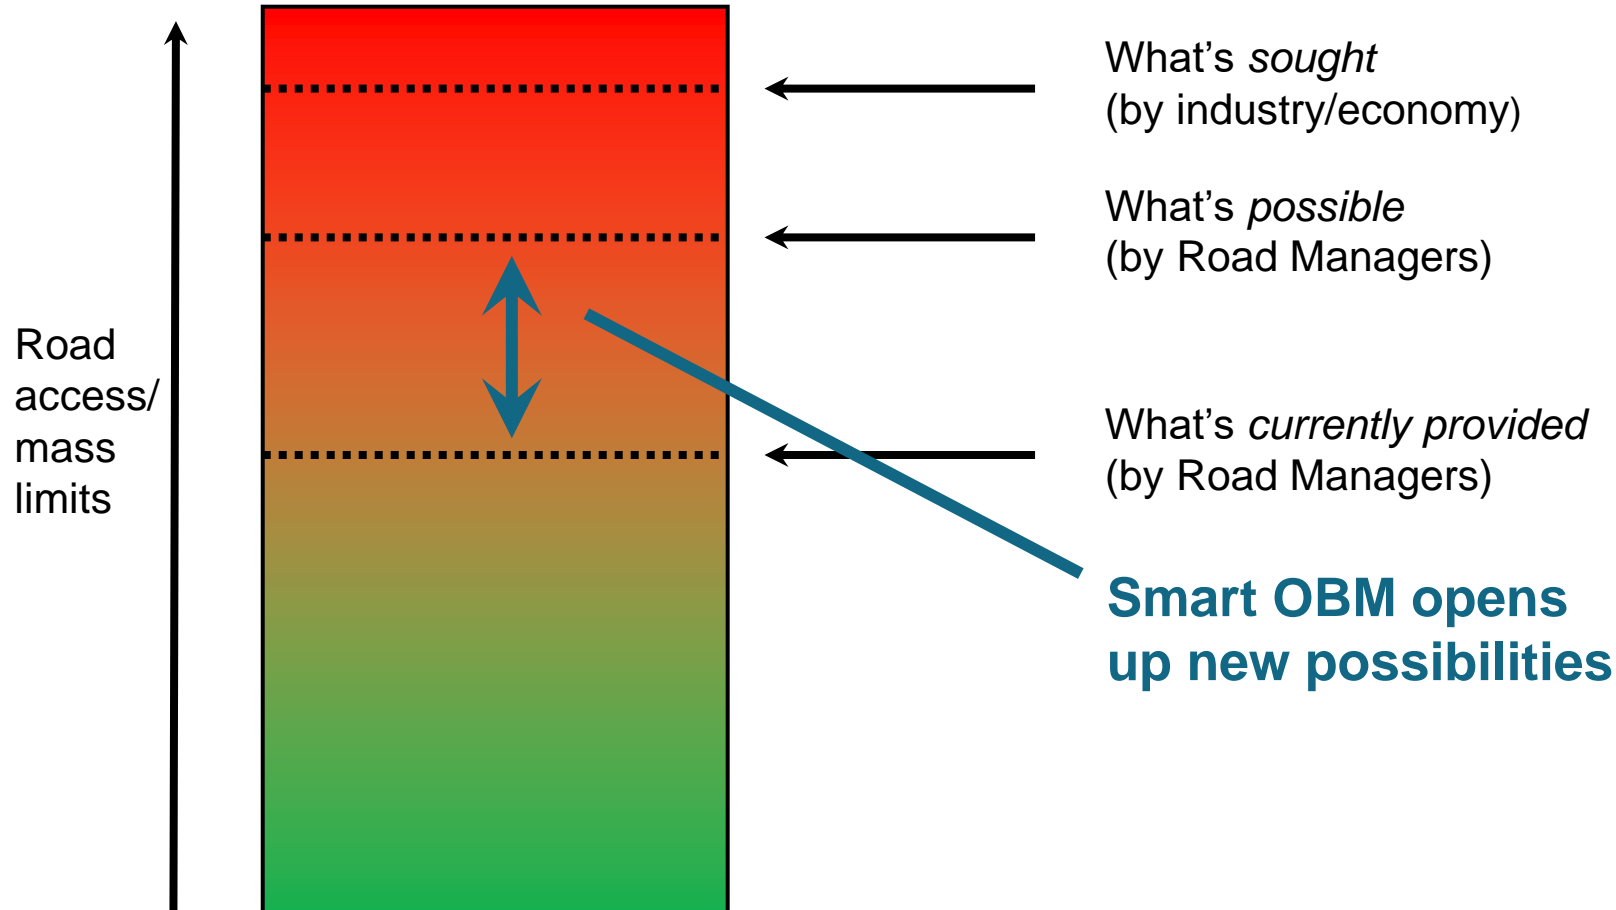 What’s sought
(by industry/economy)
What’s possible
(by Road Managers)
Road
access/
mass
limits
What’s currently provided
(by Road Managers)
Smart OBM opens
up new possibilities